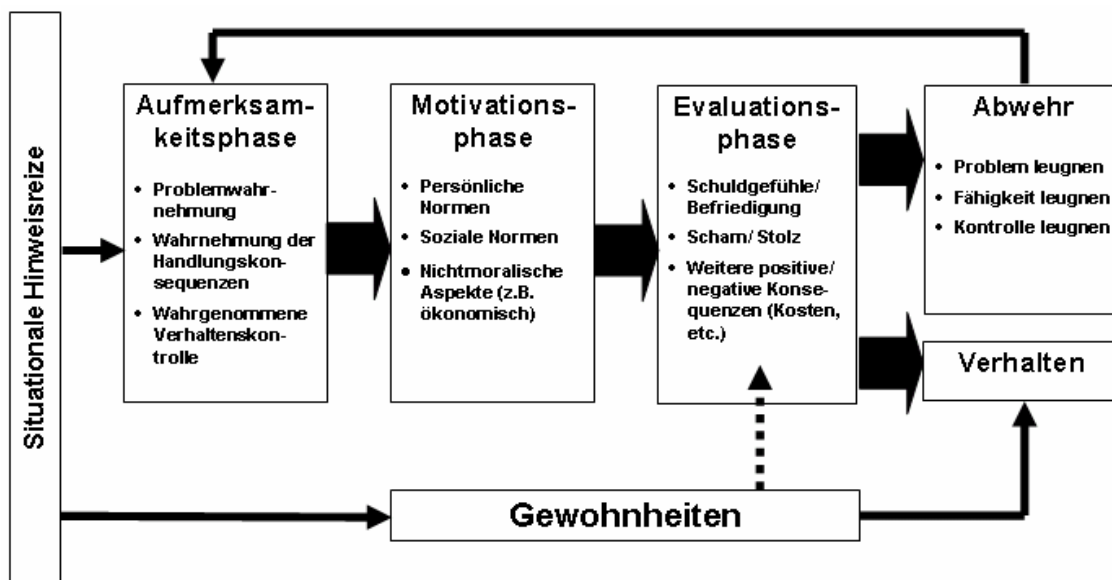 Situationale Hinweisreize
Aufmerksam-
keitsphase
• Problemwahr-
nehmung
• Wahrnehmung der
Handlungskon-
sequenzen
• Wahrgenommene
Verhaltenskon-
trolle
Motivations-
phase
• Persönliche
Normen
• Soziale Normen
• Nichtmoralische
Aspekte (z.B.
ökonomisch)
Evaluations-
phase
• Schuldgefühle/
Befriedigung
• Scham/ Stolz
• Weitere positive/
negative Konse-
quenzen (Kosten,
etc.)
Abwehr
• Problem leugnen
• Fähigkeit leugnen
• Kontrolle leugnen
Verhalten
Gewohnheiten